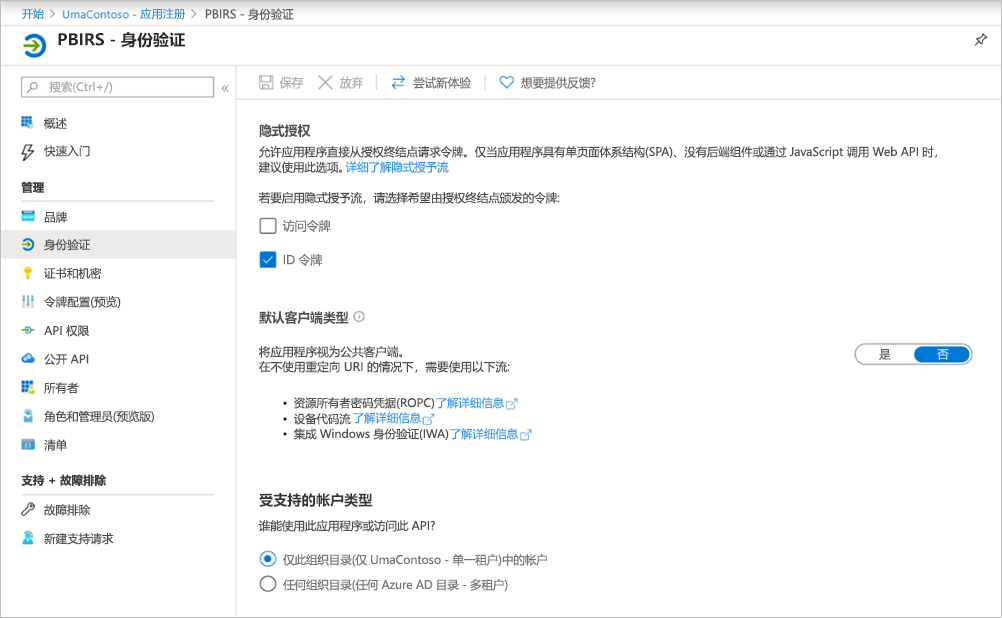 开始 > UmaContoso - 应用注册 > PBIRS - 身份验证
PBIRS - 身份验证
搜索(Ctrl+/)
«
概述
快速入门
管理
品牌
身份验证
证书和机密
令牌配置(预览)
API 权限
公开 API
所有者
角色和管理员(预览版)
清单
支持 + 故障排除
故障排除
新建支持请求
保存
放弃
尝试新体验
想要提供反馈?
隐式授权
允许应用程序直接从授权终结点请求令牌。仅当应用程序具有单页面体系结构(SPA)、没有后端组件或通过 JavaScript 调用 Web API 时，
建议使用此选项。详细了解隐式授予流
若要启用隐式授予流，请选择希望由授权终结点颁发的令牌:
访问令牌
ID 令牌
默认客户端类型
将应用程序视为公共客户端。
在不使用重定向 URI 的情况下，需要使用以下流:
是 否
• 资源所有者密码凭据(ROPC)了解详细信息
• 设备代码流 了解详细信息
• 集成 Windows 身份验证(IWA)了解详细信息
受支持的帐户类型
谁能使用此应用程序或访问此 API?
仅此组织目录(仅 UmaContoso - 单一租户)中的帐户
任何组织目录(任何 Azure AD 目录 - 多租户)